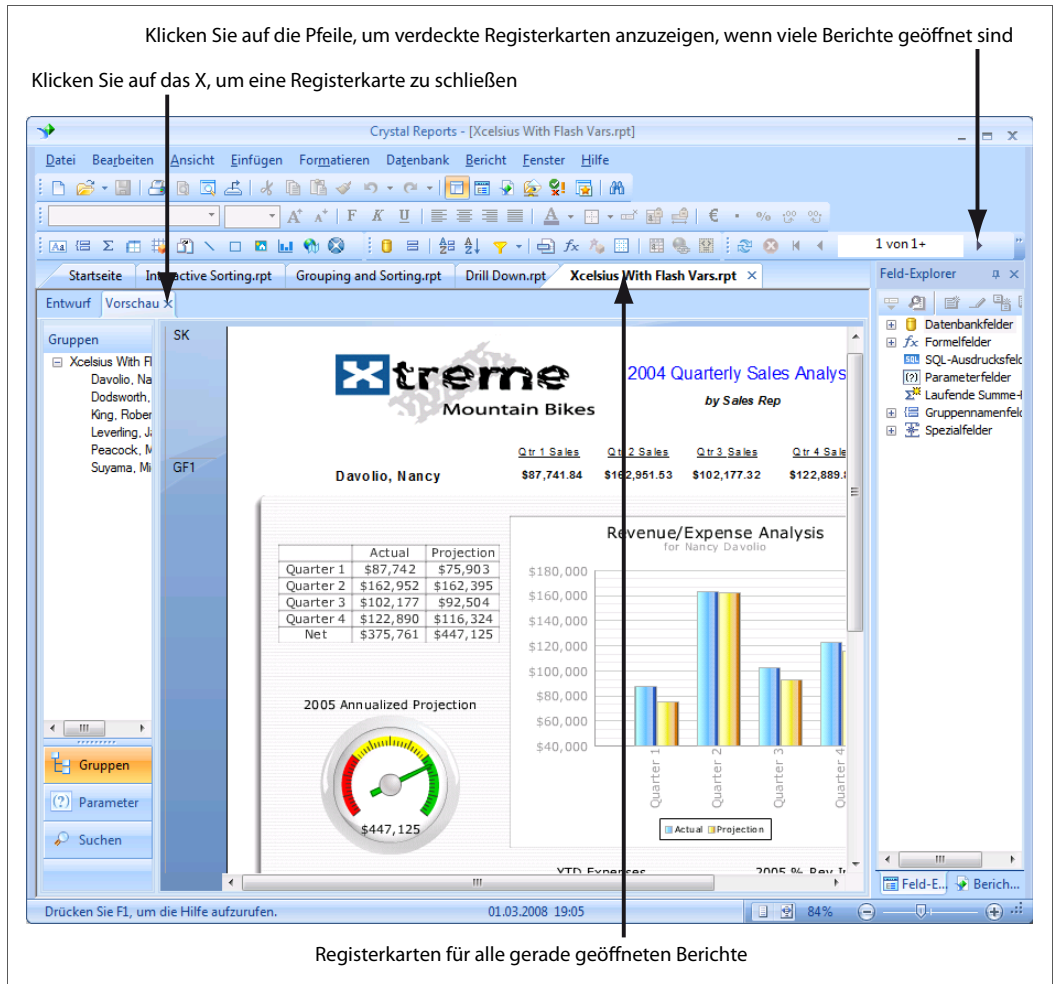 Klicken Sie auf die Pfeile, um verdeckte Registerkarten anzuzeigen, wenn viele Berichte geöffnet sind
Klicken Sie auf das X, um eine Registerkarte zu schließen
Crystal Reports - [Xcelsius With Flash Vars.rpt]
Datei Bearbeiten Ansicht Einfügen Formatieren Datenbank Bericht Fenster Hilfe
F K U A € %
1 von 1+
Startseite Interactive Sorting.rpt Grouping and Sorting.rpt Drill Down.rpt Xcelsius With Flash Vars.rpt
Feld-Explorer
Entwurf Vorschau
Gruppen
Xcelsius With Fl
Davolio, Na
Dodsworth,
King, Rober
Leverling, Ja
Peacock, M
Suyama, Mi
SK
GF1
Xtreme
Mountain Bikes
2004 Quarterly Sales Analys
by Sales Rep
Qtr 1 Sales Qtr 2 Sales Qtr 3 Sales Qtr 4 Sale
Davolio, Nancy $87,741.84 $162,951.53 $102,177.32 $122,889.8
Actual Projection
Quarter 1 $87,742 $75,903
Quarter 2 $162,952 $162,395
Quarter 3 $102,177 $92,504
Quarter 4 $122,890 $116,324
Net $375,761 $447,125
2005 Annualized Projection
$447,125
Revenue/Expense Analysis
for Nancy Davolio
$180,000
$160,000
$140,000
$120,000
$100,000
$80,000
$60,000
$40,000
Quarter 1
Quarter 2
Quarter 3
Quarter 4
Actual Projection
YTD Expenses 2005 % Rev In
Datenbankfelder
Formelfelder
SQL SQL-Ausdrucksfeld
Parameterfelder
Laufende Summe-F
Gruppennamenfeld
Spezialfelder
Gruppen
Parameter
Suchen
Feld-E... Berich...
Drücken Sie F1, um die Hilfe aufzurufen. 01.03.2008 19:05 84%
Registerkarten für alle gerade geöffneten Berichte